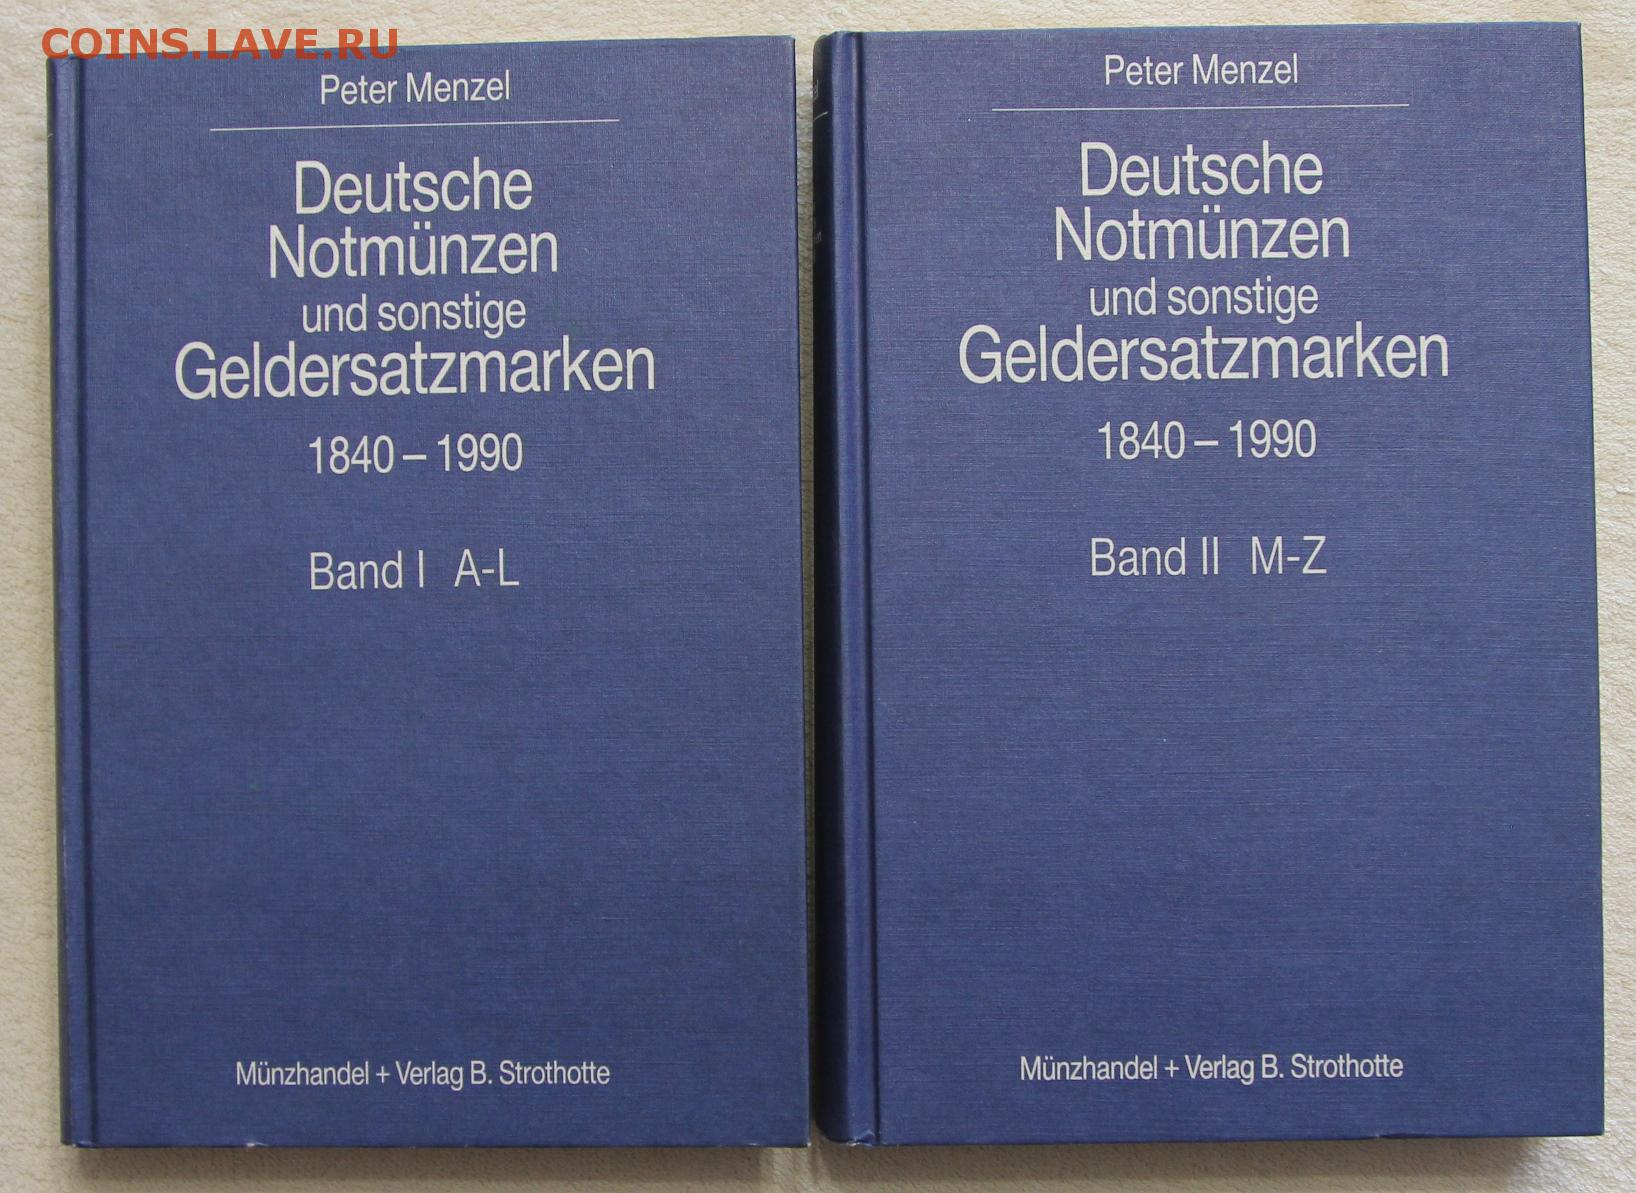 COINS.LAVE.RU
Peter Menzel
Deutsche
Notmünzen
und sonstige
Geldersatzmarken
1840 – 1990
Band I A-L
Münzhandel + Verlag B. Strothotte
Peter Menzel
Deutsche
Notmünzen
und sonstige
Geldersatzmarken
1840 – 1990
Band II M-Z
Münzhandel + Verlag B. Strothotte